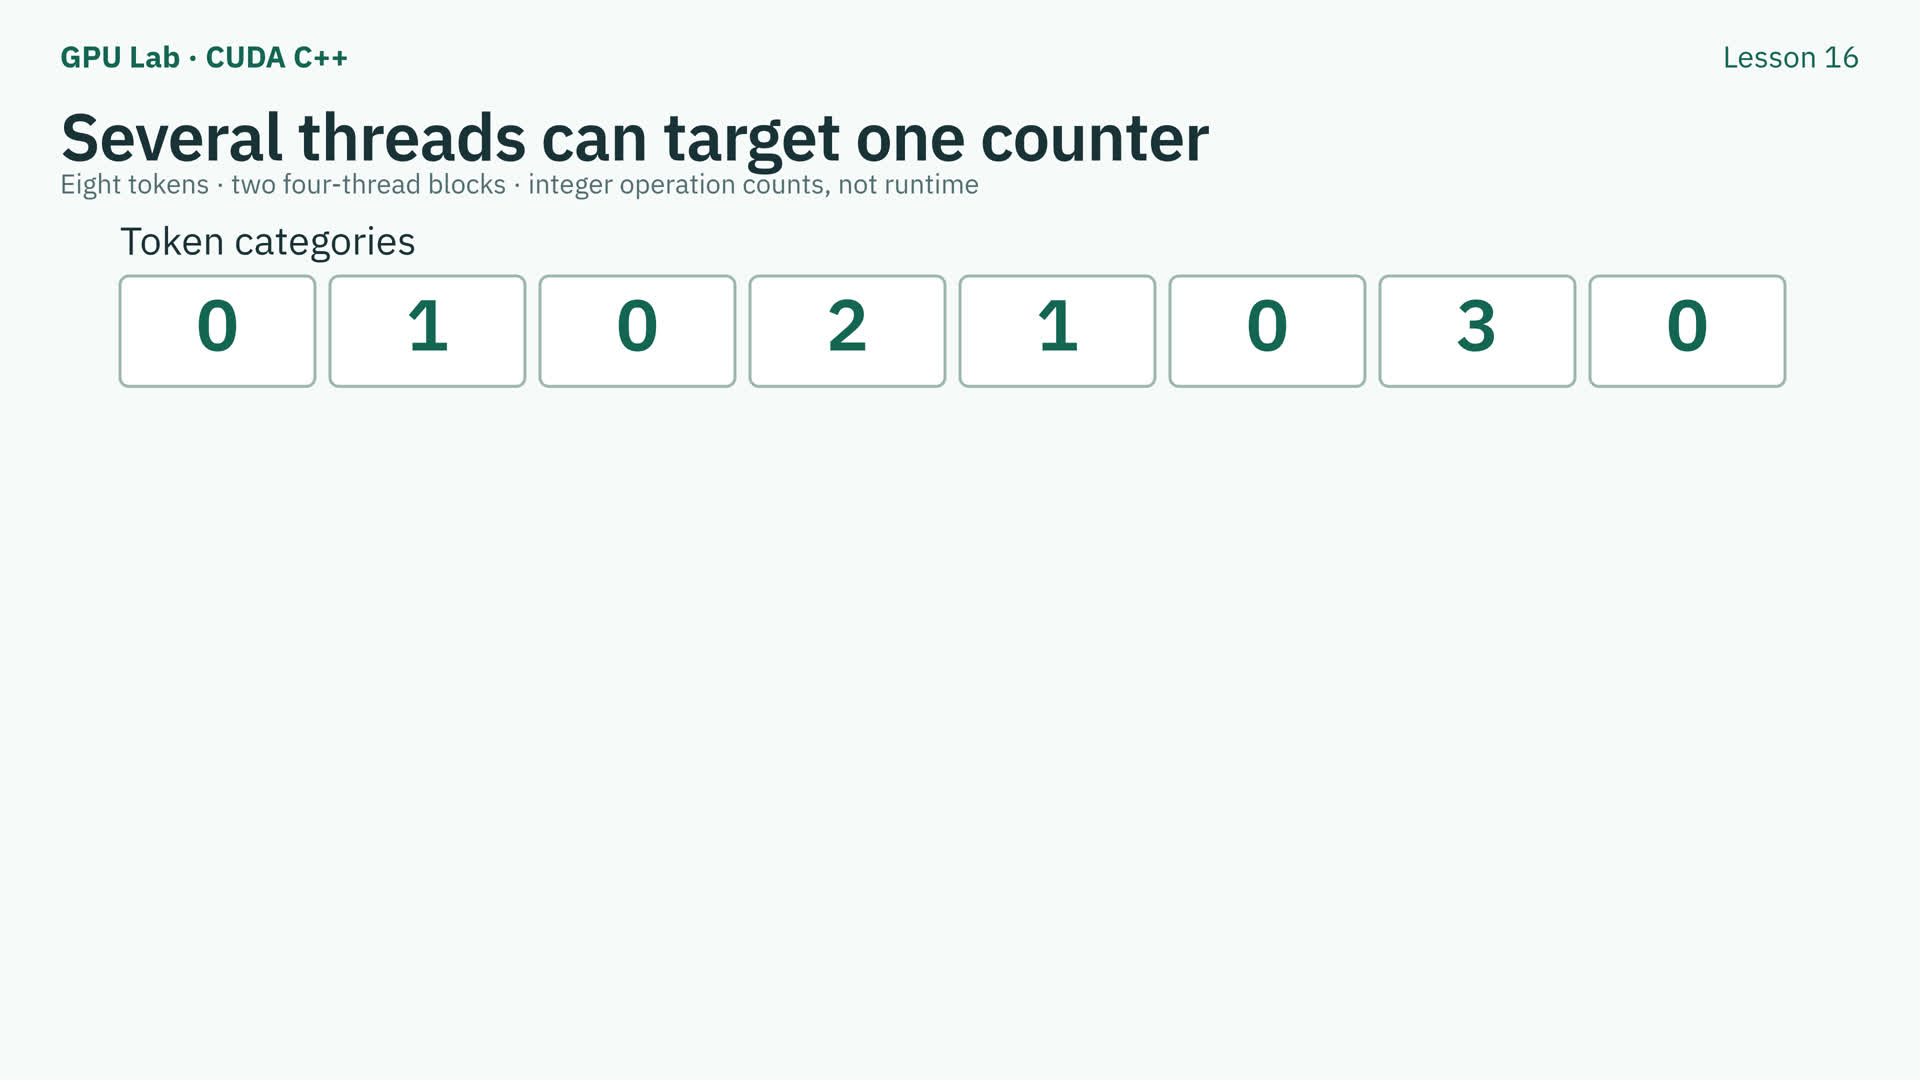 GPU Lab · CUDA C++
Lesson 16
Several threads can target one counter
Eight tokens · two four-thread blocks · integer operation counts, not runtime
Token categories
0 1 0 2 1 0 3 0